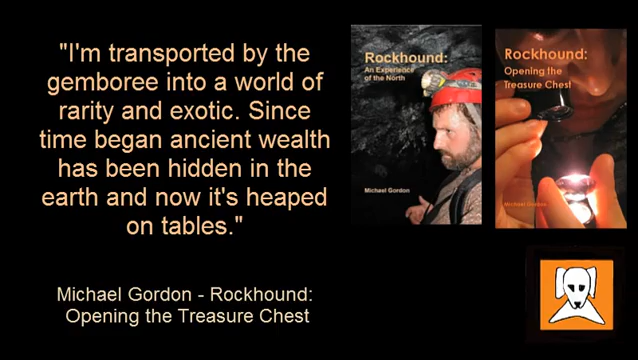 "I'm transported by the
gemboree into a world of
rarity and exotic. Since
time began ancient wealth
has been hidden in the
earth and now it's heaped
on tables."
Michael Gordon - Rockhound:
Opening the Treasure Chest
Rockhound:
An Experience
of the North
Michael Gordon
Rockhound:
Opening the
Treasure Chest
Michael Gordon